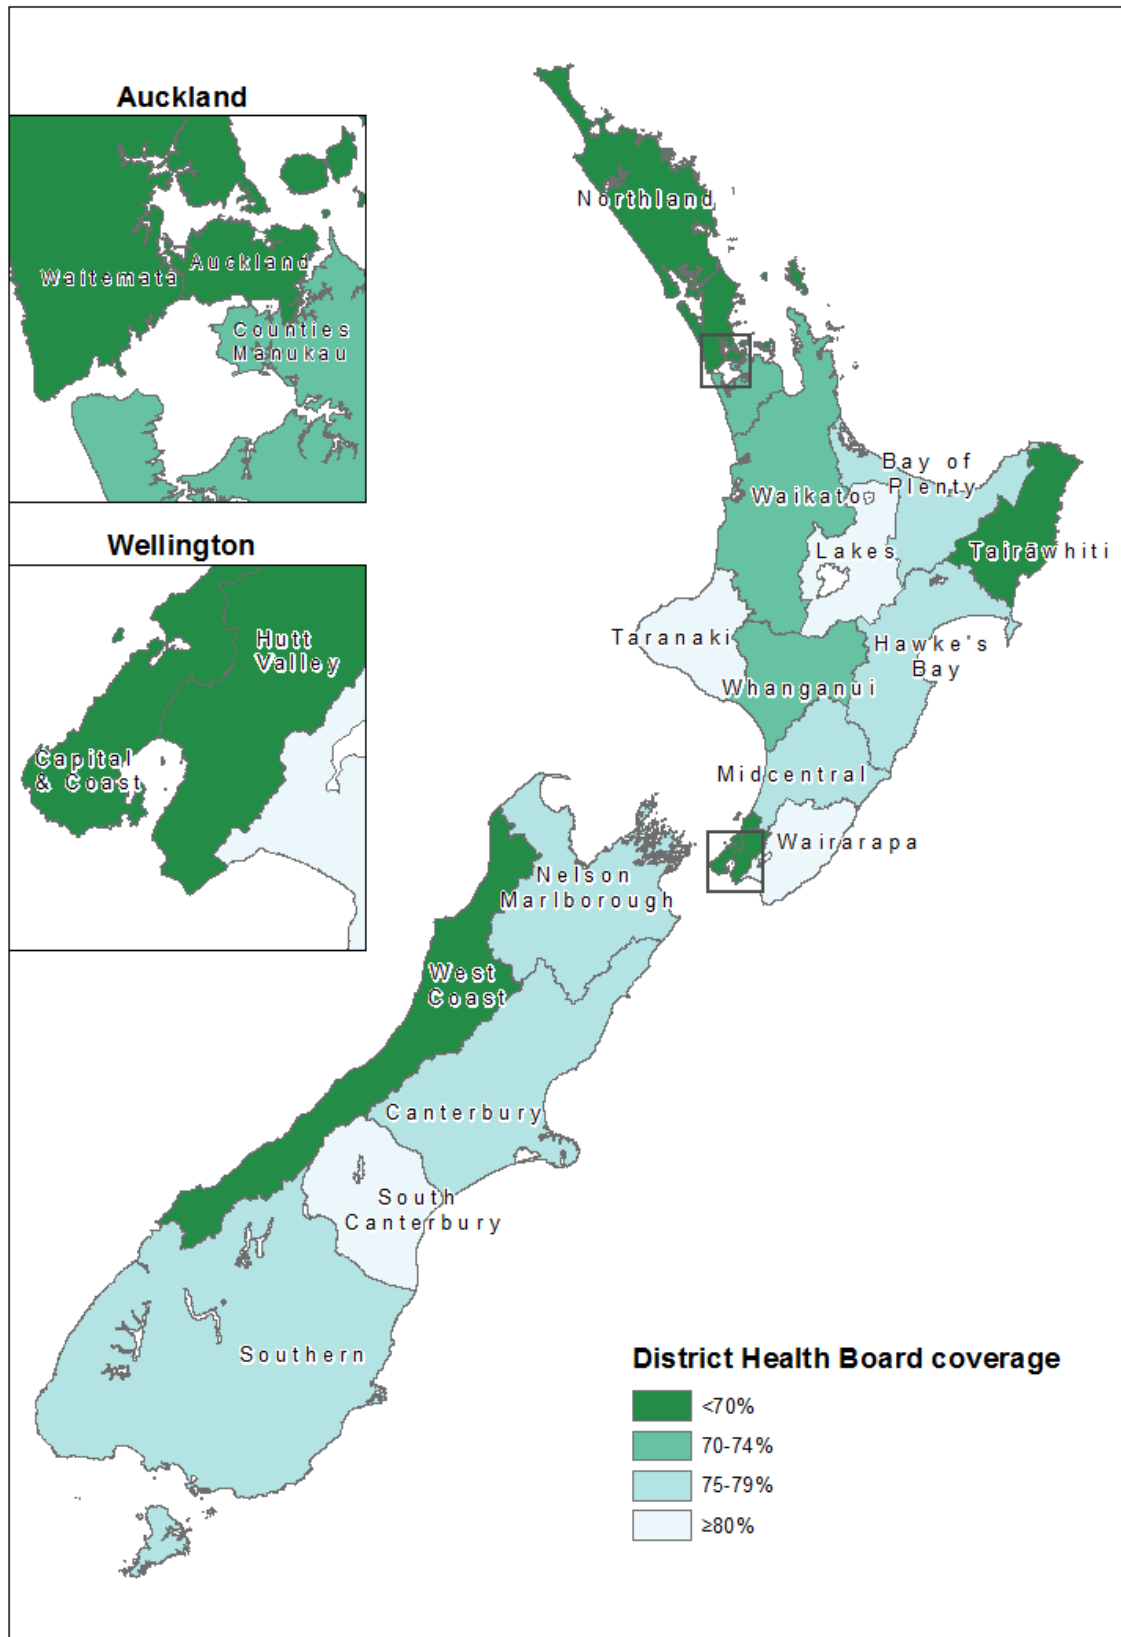 Auckland
Waitemata
Auckland
Counties
Manukau
Wellington
Hutt
Valley
Capital
& Coast
Northland
Bay of
Plenty
Waikato
Lakes
Tairāwhiti
Taranaki
Hawke's
Bay
Whanganui
Midcentral
Wairarapa
Nelson
Marlborough
West
Coast
Canterbury
South
Canterbury
Southern
District Health Board coverage
<70%
70-74%
75-79%
≥80%